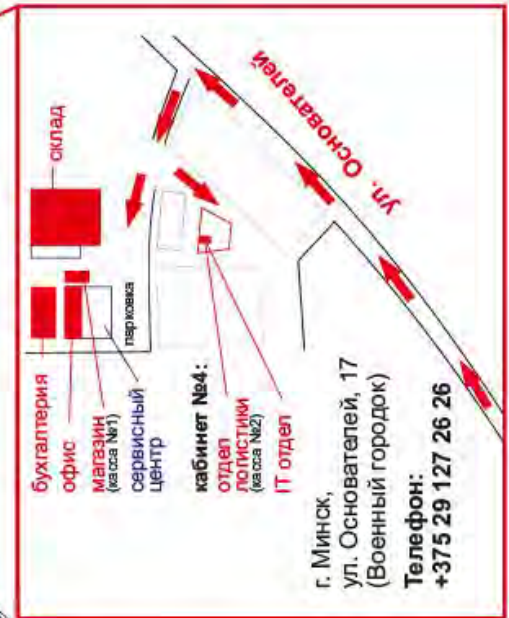 склад
бухгалтерия
офис
магазин
(касса №1)
сервисный
центр
парковка
кабинет №4:
отдел
логистики
(касса №2)
IT отдел
ул. Основателей
г. Минск,
ул. Основателей, 17
(Военный городок)
Телефон:
+375 29 127 26 26